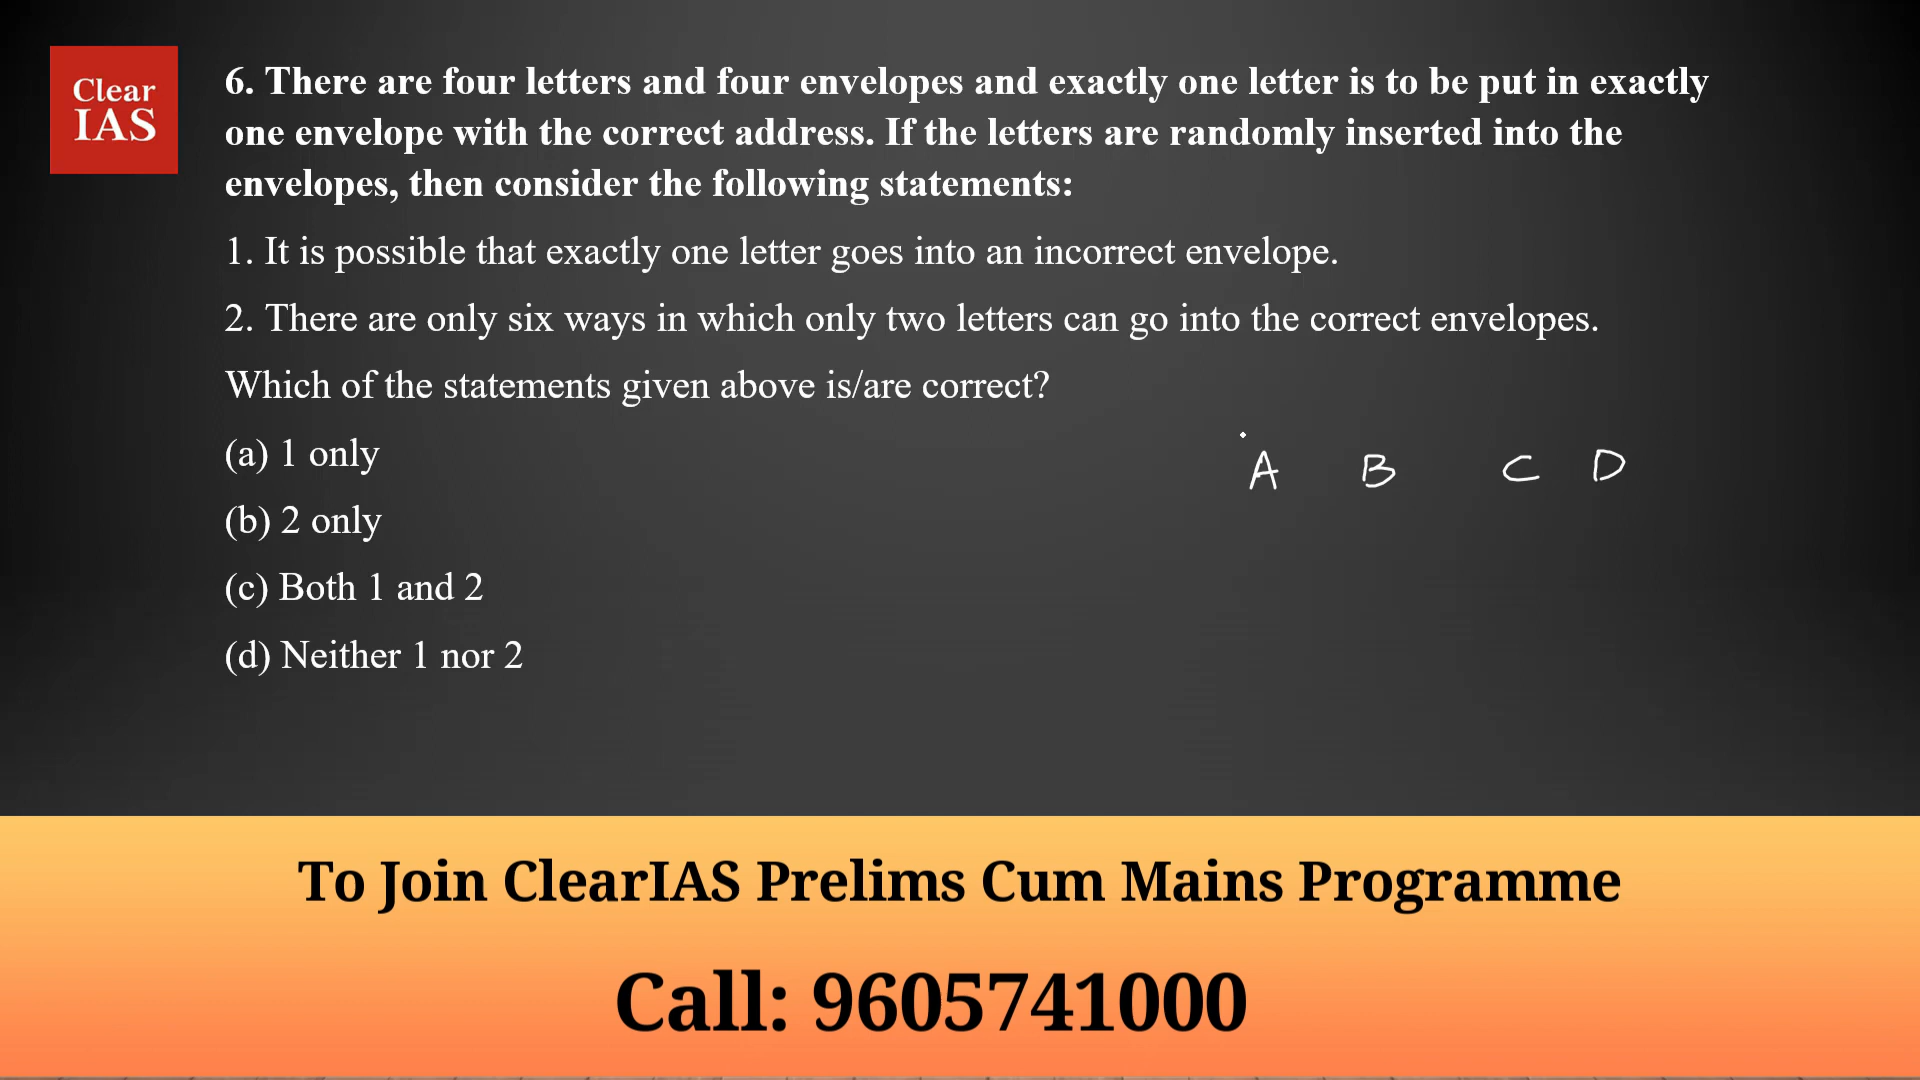 Clear
IAS
6. There are four letters and four envelopes and exactly one letter is to be put in exactly
one envelope with the correct address. If the letters are randomly inserted into the
envelopes, then consider the following statements:
1. It is possible that exactly one letter goes into an incorrect envelope.
2. There are only six ways in which only two letters can go into the correct envelopes.
Which of the statements given above is/are correct?
(a) 1 only
A B C D
(b) 2 only
(c) Both 1 and 2
(d) Neither 1 nor 2
To Join ClearIAS Prelims Cum Mains Programme
Call: 9605741000